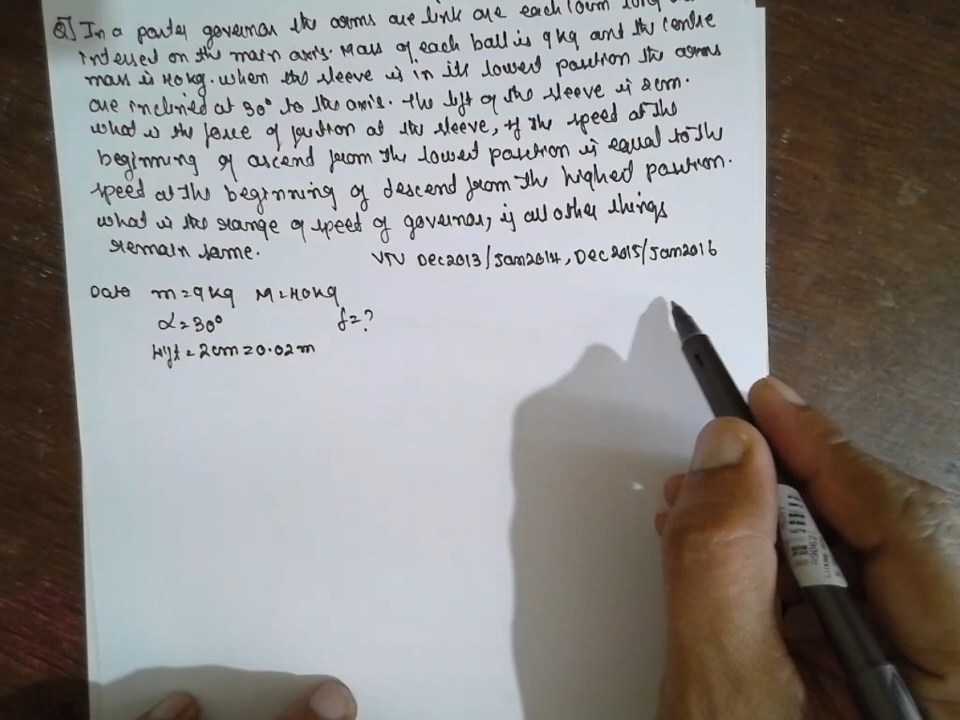 Q] In a porter governor the arms are link are each 10cm long
intersed on the main axis. Mass of each ball is 9kg and the centre
mass is 40kg. When the sleeve is in its lowest position the arms
are inclined at 30° to the axis. The lift of the sleeve is 2cm.
What is the force of friction at the sleeve, if the speed at the
beginning of ascend from the lowest position is equal to the
speed at the beginning of descend from the highest position.
What is the range of speed of governor, if all other things
remain same. VTU Dec2013/Jan2014, Dec2015/Jan2016
Data m=9kg M=40kg
α=30° f=?
Lift=2cm=0.02m